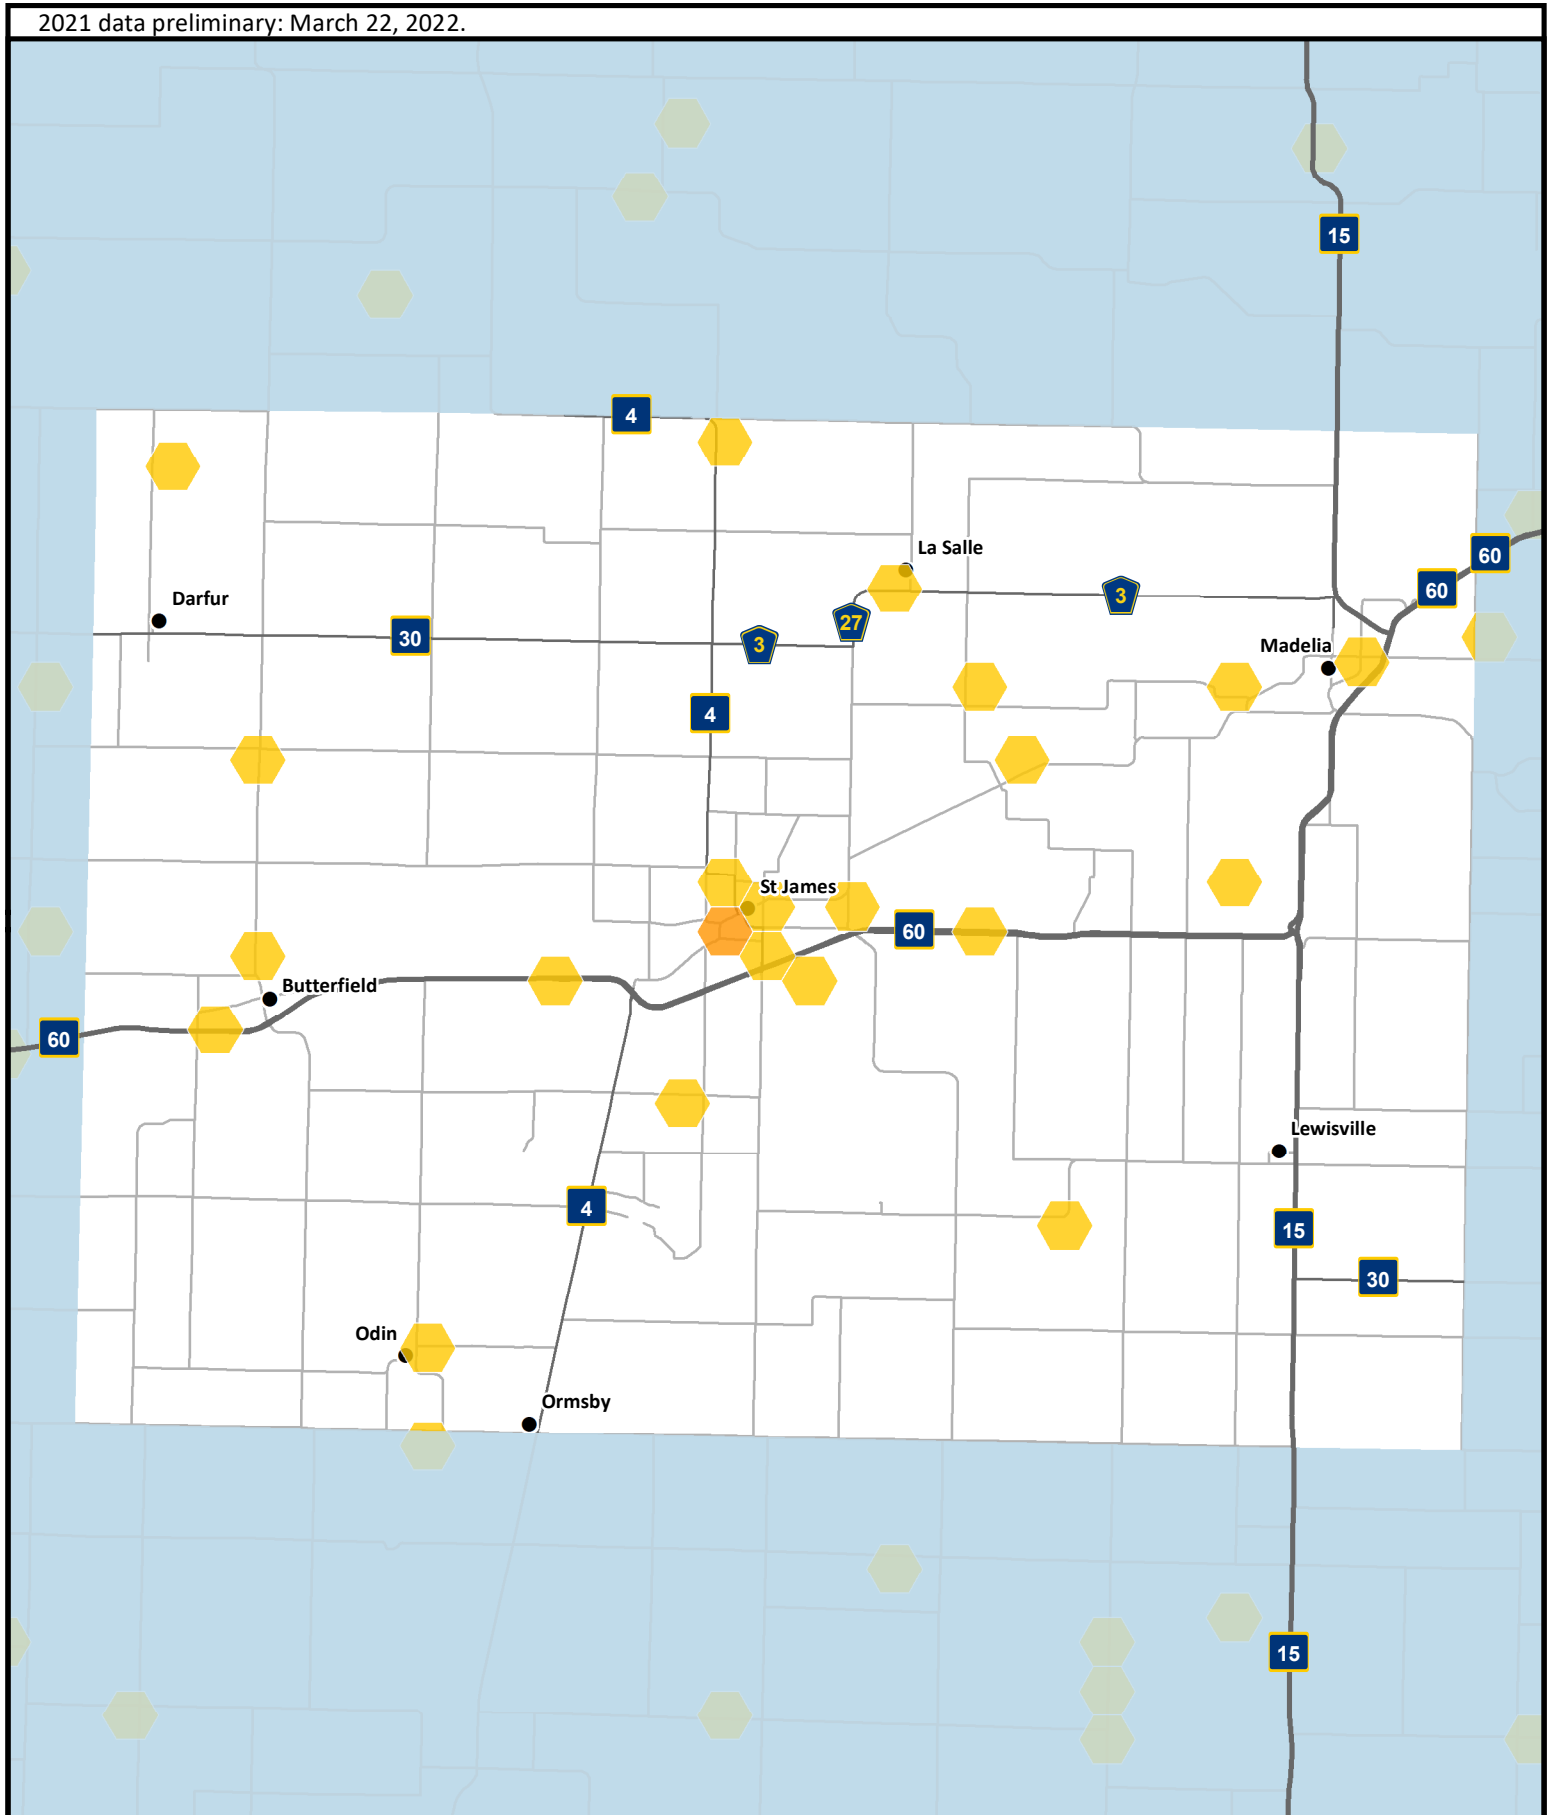 2021 data preliminary: March 22, 2022.
15
4
La Salle
60
60
Darfur
3
27
30
3
Madelia
4
St James
60
Butterfield
60
Lewisville
4
15
30
Odin
Ormsby
15